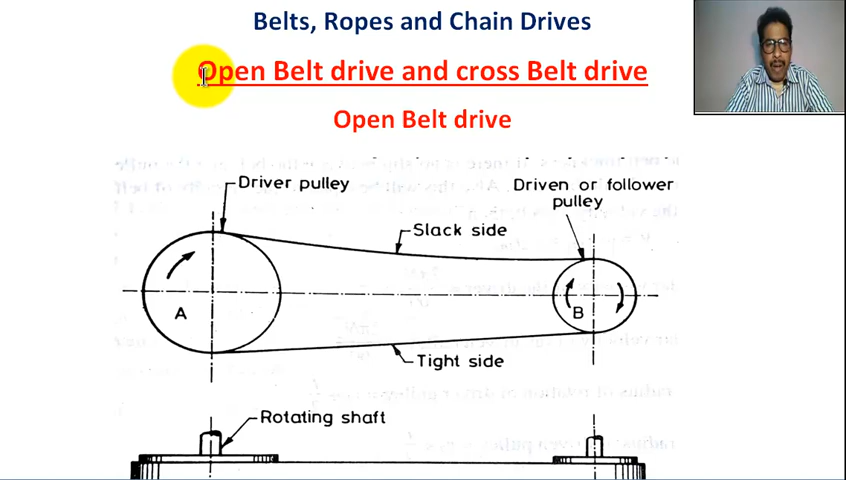 Belts, Ropes and Chain Drives
Open Belt drive and cross Belt drive
Open Belt drive
Driver pulley
Driven or follower
pulley
Slack side
A
B
Tight side
Rotating shaft